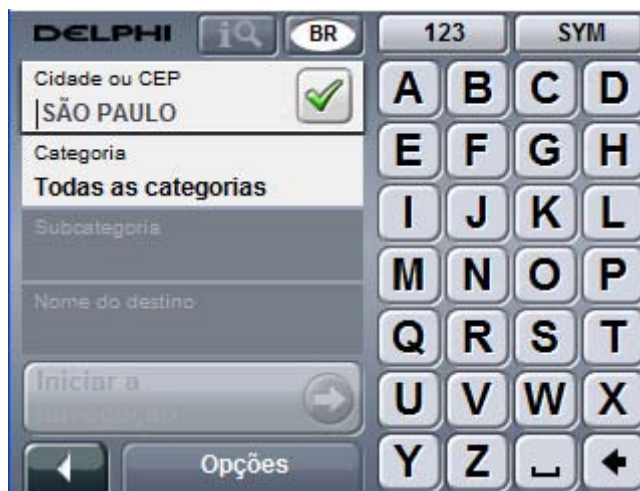 DELPHI BR 123 SYM
Cidade ou CEP
SÃO PAULO
Categoria
Todas as categorias
Subcategoria
Nome do destino
Iniciar a
Opções
A B C D
E F G H
I J K L
M N O P
Q R S T
U V W X
Y Z